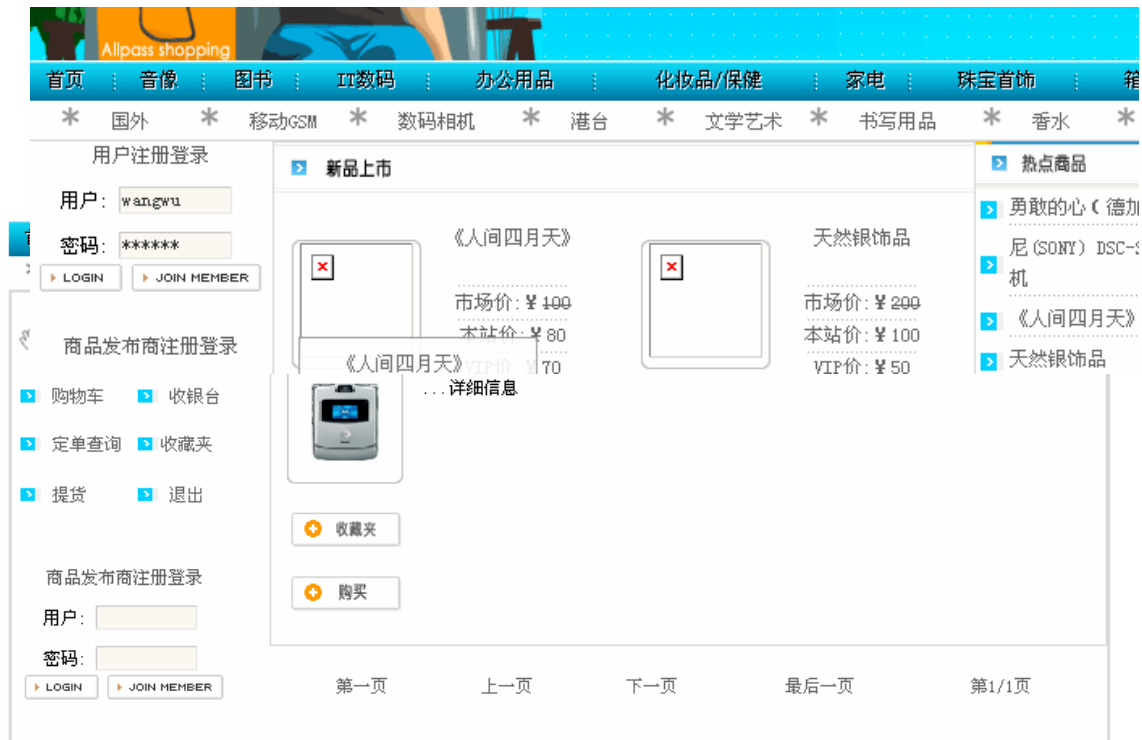 Allpass shopping
首页 音像 图书 IT数码 办公用品 化妆品/保健 家电 珠宝首饰 箱
* 国外 * 移动GSM * 数码相机 * 港台 * 文学艺术 * 书写用品 * 香水 *
用户注册登录
用户: wangwu
密码: ******
LOGIN JOIN MEMBER
商品发布商注册登录
购物车 收银台
定单查询 收藏夹
提货 退出
商品发布商注册登录
用户:
密码:
LOGIN JOIN MEMBER
新品上市
《人间四月天》
市场价:¥100
本站价:¥80
VIP价:¥70
《人间四月天》
...详细信息
天然银饰品
市场价:¥200
本站价:¥100
VIP价:¥50
收藏夹
购买
第一页 上一页 下一页 最后一页 第1/1页
热点商品
勇敢的心(德加
尼(SONY) DSC-S
机
《人间四月天》
天然银饰品